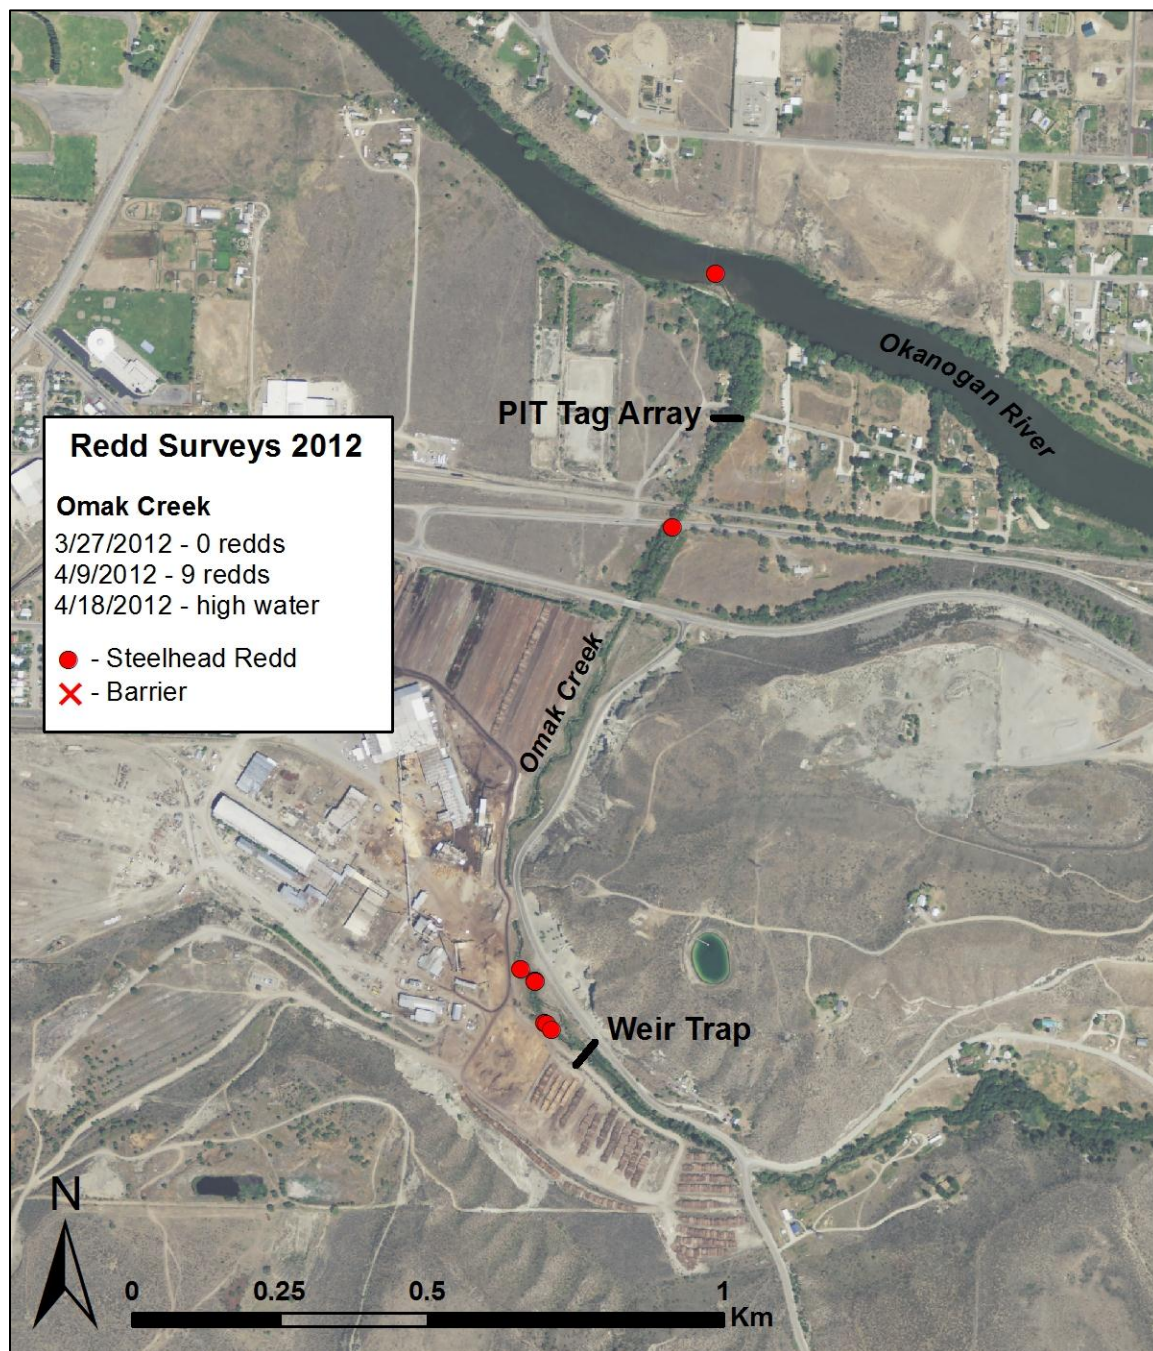 Okanogan River
PIT Tag Array
Redd Surveys 2012
Omak Creek
3/27/2012 - 0 redds
4/9/2012 - 9 redds
4/18/2012 - high water
- Steelhead Redd
- Barrier
Omak Creek
Weir Trap
N
0 0.25 0.5 1
Km